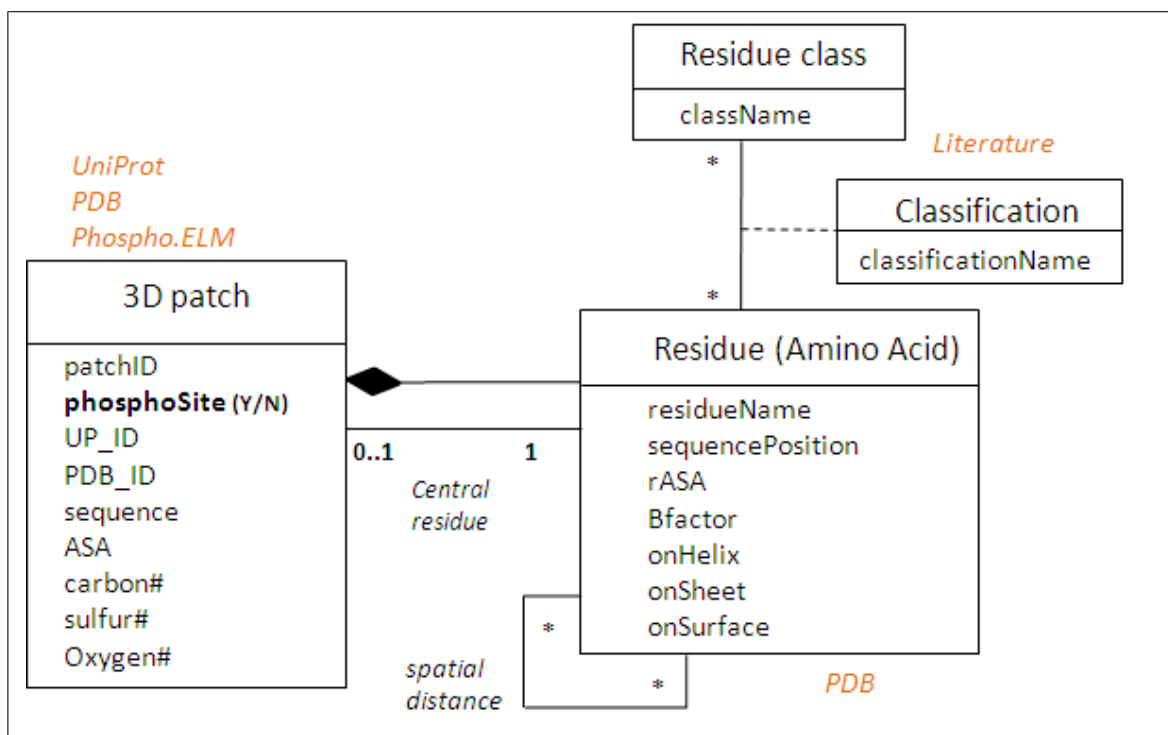 Residue class
className
Literature
Classification
classificationName
UniProt
PDB
Phospho.ELM
3D patch
patchID
phosphoSite (Y/N)
UP_ID
PDB_ID
sequence
ASA
carbon#
sulfur#
Oxygen#
*
*
0..1
1
Central
residue
Residue (Amino Acid)
residueName
sequencePosition
rASA
Bfactor
onHelix
onSheet
onSurface
*
*
spatial
distance
PDB